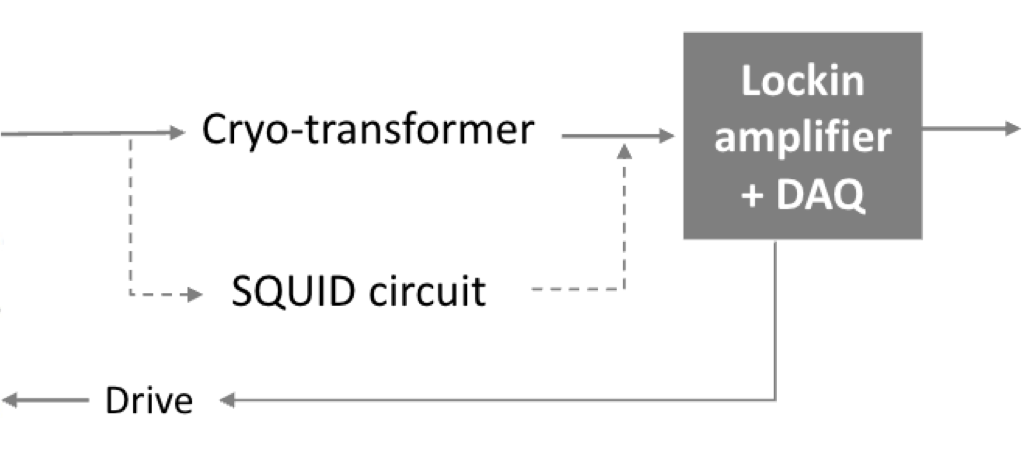 Cryo-transformer
Lockin
amplifier
+ DAQ
SQUID circuit
Drive